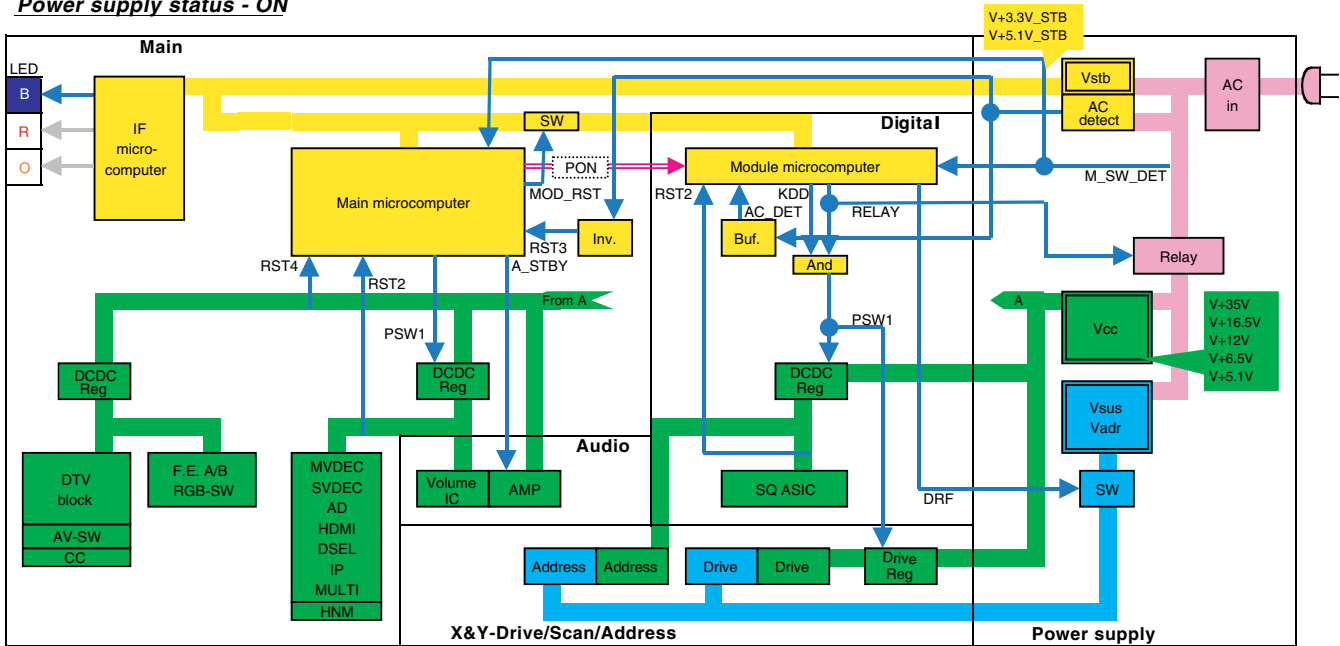 Power supply status - ON
V+3.3V_STB
V+5.1V_STB
Main
LED
B
R
O
IF
micro-
computer
SW
Digital
Vstb
AC
detect
AC
in
Main microcomputer
PON
MOD_RST
Module microcomputer
M_SW_DET
RST2
KDD
AC_DET
RELAY
RST3
Inv.
A_STBY
Buf.
And
Relay
RST4
RST2
From A
A
PSW1
PSW1
Vcc
V+35V
V+16.5V
V+12V
V+6.5V
V+5.1V
DCDC
Reg
DCDC
Reg
DCDC
Reg
Vsus
Vadr
Audio
DTV
block
AV-SW
CC
F.E. A/B
RGB-SW
MVDEC
SVDEC
AD
HDMI
DSEL
IP
MULTI
HNM
Volume
IC
AMP
SQ ASIC
DRF
SW
Address
Address
Drive
Drive
Drive
Reg
X&Y-Drive/Scan/Address
Power supply